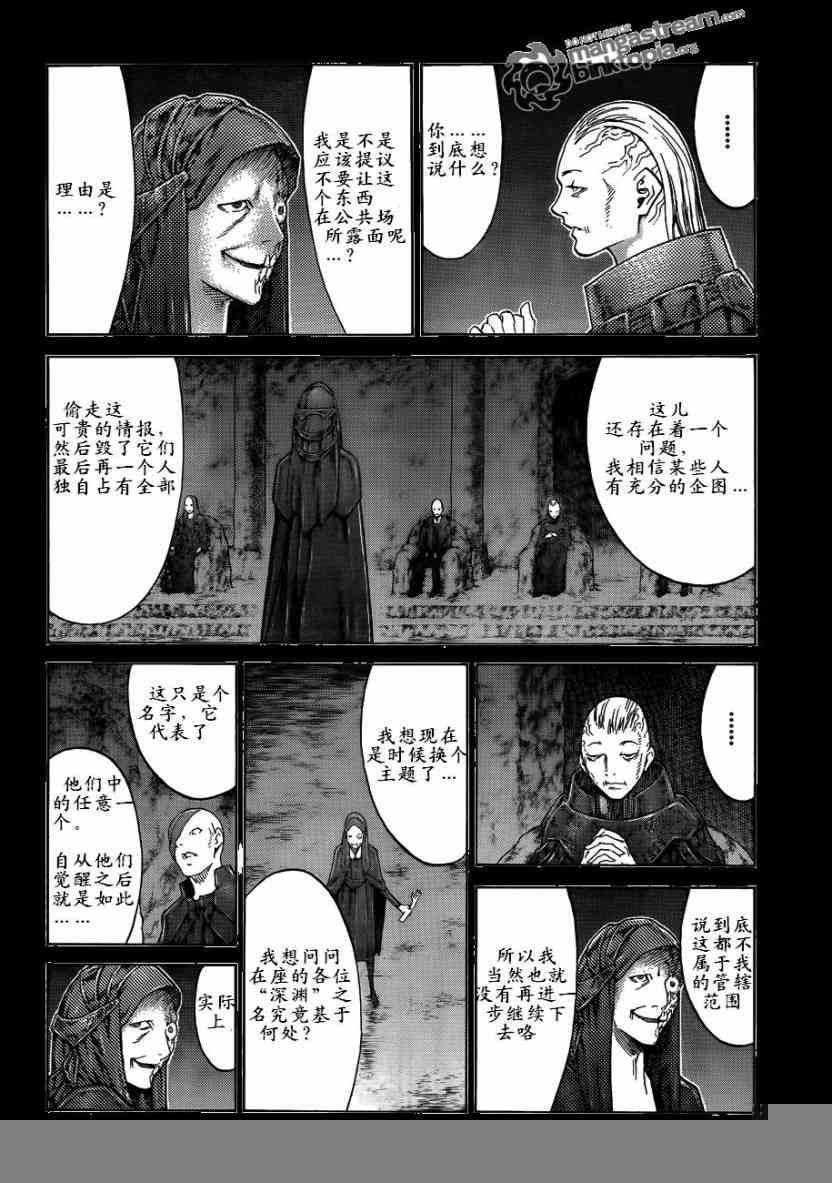 ……
你……
到底想
说什么?
我是不是
应该提议
不要让这
个东西
在公共场
所露面呢
…?
理由是
……?
这儿
还存在着一个
问题,
我相信某些人
有充分的企图…
偷走这
可貴的情报,
然后毁了它们
最后再一个人
独自占有全部
……
说到底
这都不
属于我
的管辖
范围
所以我
当然也就
没有再进一
步继续下
去咯
我想现在
是时候换个
主题了…
我想问问
在座的各位
“深渊”之
名究竟基于
何处?
这只是个
名字,它
代表了
他们中
的任意一
个。
自从他们
觉醒之后
就是如此
……
实际
上
DO NOT MIRROR
mangastream.com
binktopia.org